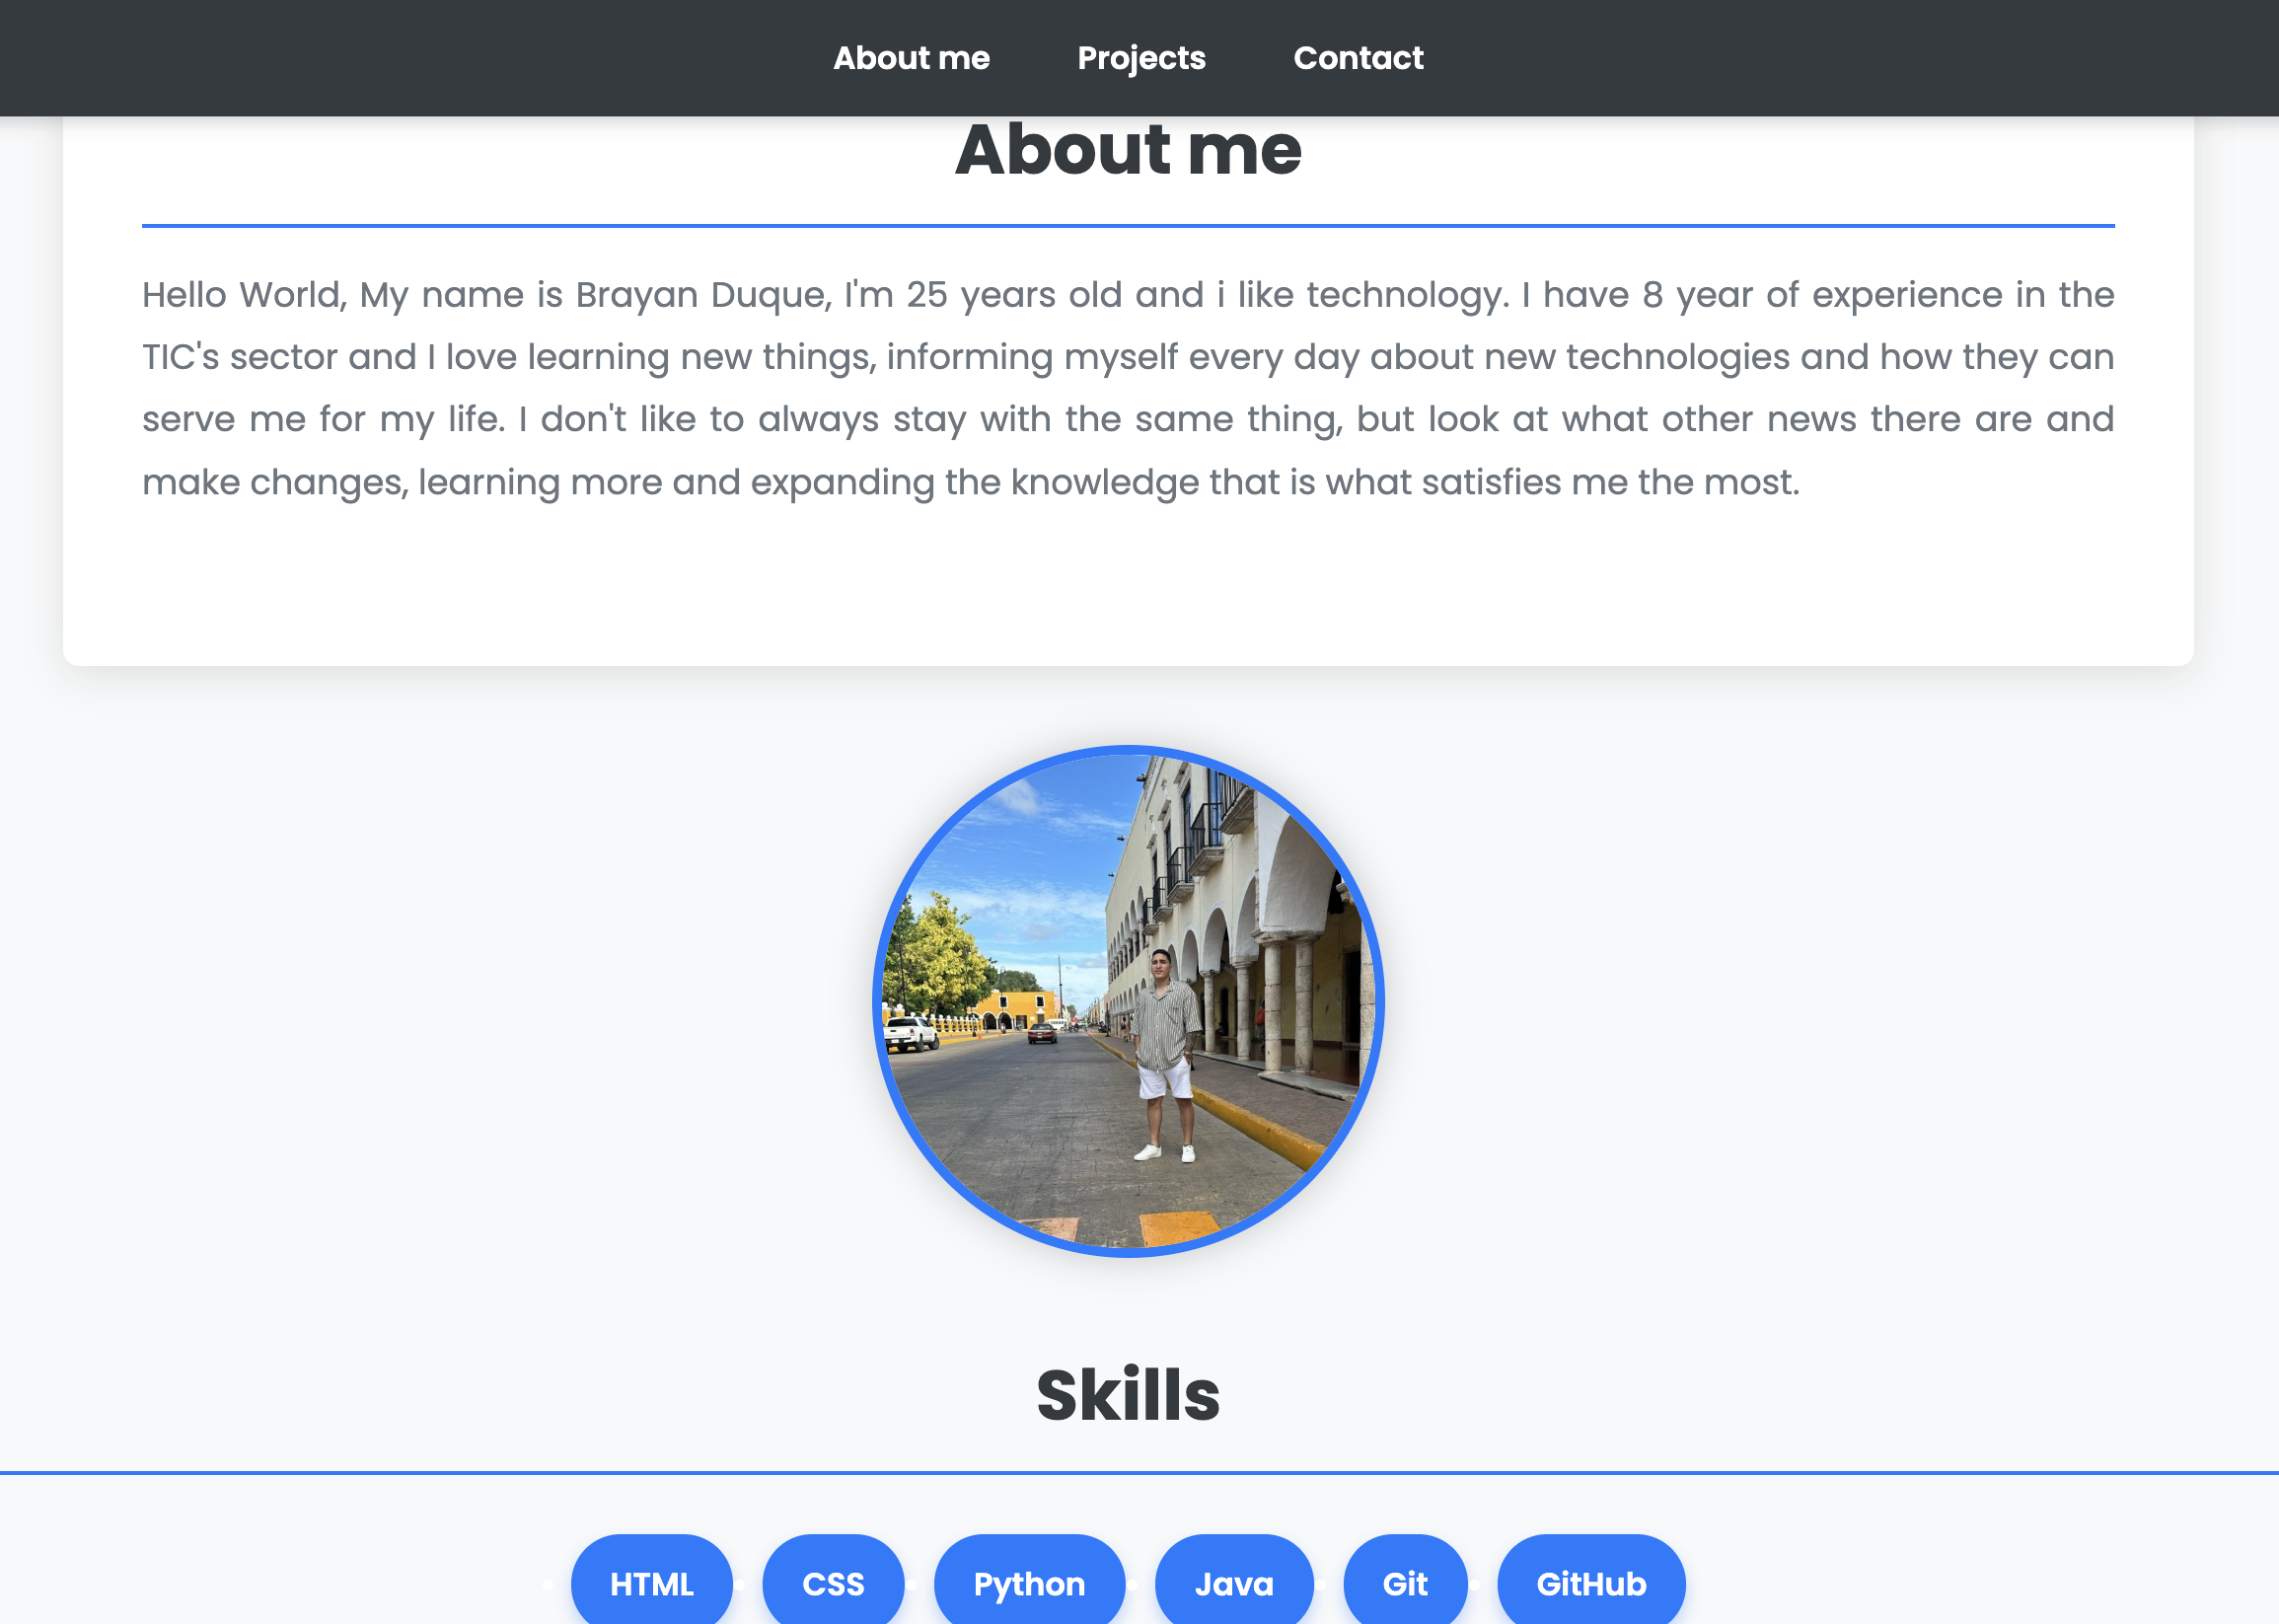 About me Projects Contact
About me
Hello World, My name is Brayan Duque, I'm 25 years old and i like technology. I have 8 year of experience in the
TIC's sector and I love learning new things, informing myself every day about new technologies and how they can
serve me for my life. I don't like to always stay with the same thing, but look at what other news there are and
make changes, learning more and expanding the knowledge that is what satisfies me the most.
Skills
HTML CSS Python Java Git GitHub